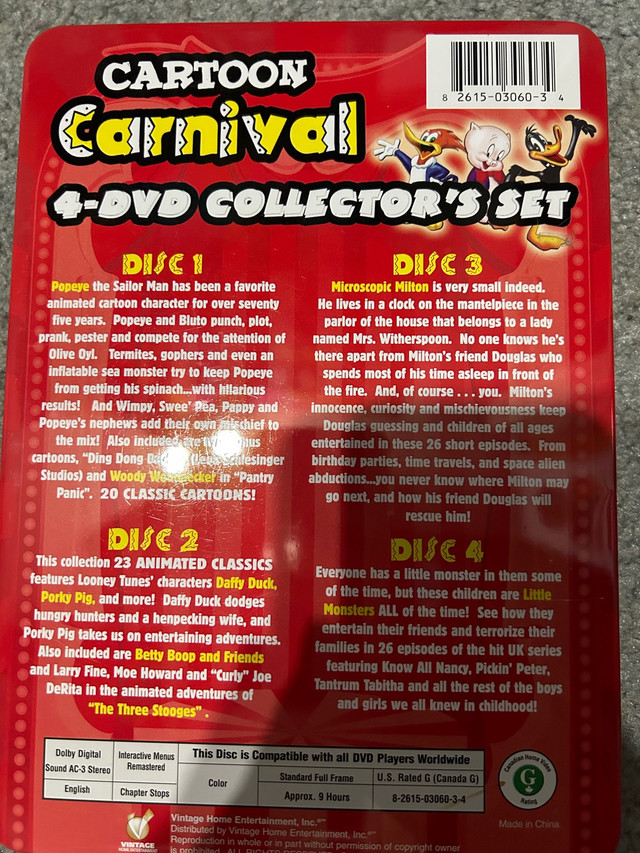 CARTOON
Carnival
8 2615-03060-3 4
4-DVD COLLECTOR'S SET
DISC 1
Popeye the Sailor Man has been a favorite
animated cartoon character for over seventy
five years. Popeye and Bluto punch, plot,
prank, pester and compete for the attention of
Olive Oyl. Termites, gophers and even an
inflatable sea monster try to keep Popeye
from getting his spinach...with hilarious
results! And Wimpy, Swee' Pea, Pappy and
Popeye's nephews add their own mischief to
the mix! Also included are
cartoons, "Ding Dong
Studios) and Woody Woodpecker in "Pantry
Panic". 20 CLASSIC CARTOONS!
DISC 2
This collection 23 ANIMATED CLASSICS
features Looney Tunes' characters Daffy Duck,
Porky Pig, and more! Daffy Duck dodges
hungry hunters and a henpecking wife, and
Porky Pig takes us on entertaining adventures.
Also included are Betty Boop and Friends
and Larry Fine, Moe Howard and "Curly" Joe
DeRita in the animated adventures of
"The Three Stooges".
DISC 3
Microscopic Milton is very small indeed.
He lives in a clock on the mantelpiece in the
parlor of the house that belongs to a lady
named Mrs. Witherspoon. No one knows he's
there apart from Milton's friend Douglas who
spends most of his time asleep in front of
the fire. And, of course . . . you. Milton's
innocence, curiosity and mischievousness keep
Douglas guessing and children of all ages
entertained in these 26 short episodes. From
birthday parties, time travels, and space alien
abductions...you never know where Milton may
go next, and how his friend Douglas will
rescue him!
DISC 4
Everyone has a little monster in them some
of the time, but these children are Little
Monsters ALL of the time! See how they
entertain their friends and terrorize their
families in 26 episodes of the hit UK series
featuring Know All Nancy, Pickin' Peter,
Tantrum Tabitha and all the rest of the boys
and girls we all knew in childhood!
Dolby Digital
Sound AC-3 Stereo
English
Interactive Menus
Remastered
Chapter Stops
This Disc is Compatible with all DVD Players Worldwide
Color
Standard Full Frame
Approx. 9 Hours
U.S. Rated G (Canada G)
8-2615-03060-3-4
Canadian Home Video
G
Rating
Made in China
VINTAGE
HOME ENTERTAINMENT
Vintage Home Entertainment, Inc.
Distributed by Vintage Home Entertainment, Inc.
Reproduction in whole or in part without permission of copyright owner
is prohibited. ALL RIGHTS RESERVED